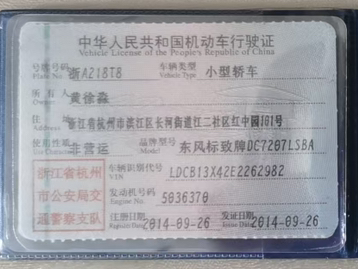 中华人民共和国机动车行驶证
Vehicle License of the People's Republic of China
号牌号码 浙A218T8 车辆类型 小型轿车
Plate No. Vehicle Type
所有人 黄徐淼
Owner
住址 浙江省杭州市滨江区长河街道江二社区红中园101号
使用性质 非营运 品牌型号 东风标致牌DC7207LSBA
Model
浙江省杭州市公安局交通警察支队
车辆识别代号 LDCB13X42E2262982
VIN
发动机号码 5036370
Engine No.
注册日期 2014-09-26 发证日期 2014-09-26
Register Date Issue Date